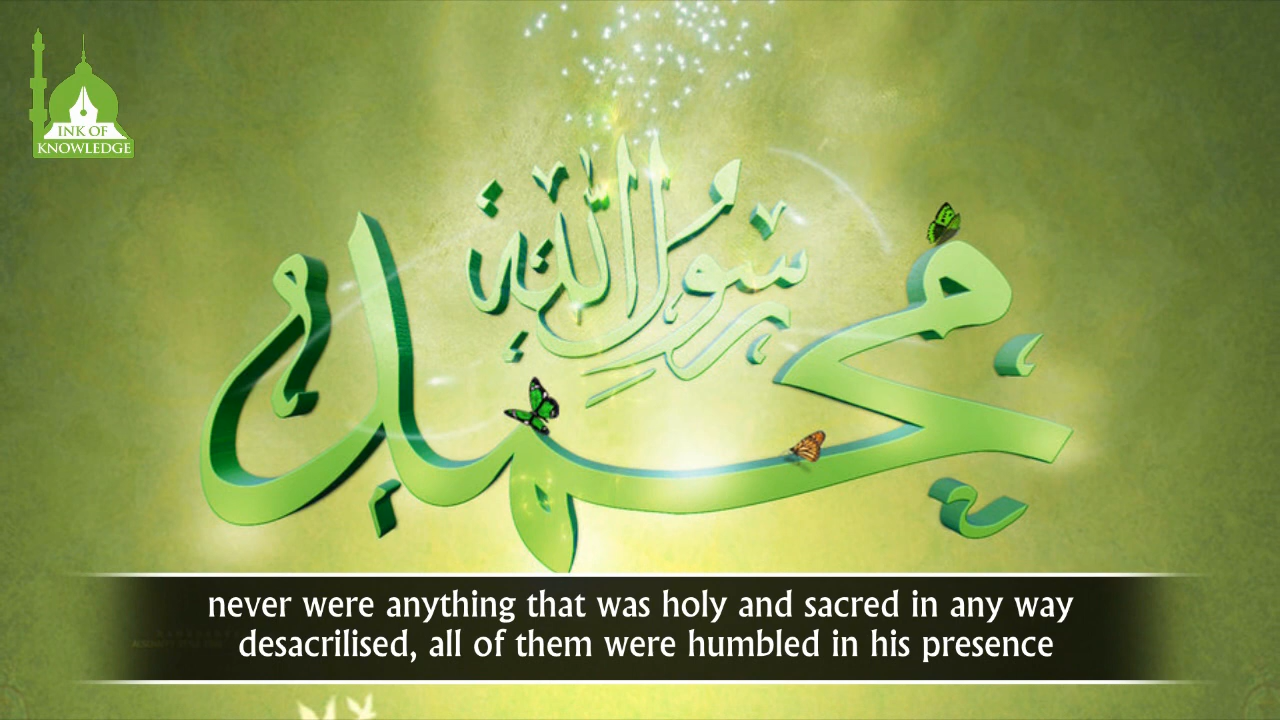 INK OF
KNOWLEDGE
رسول الله
محمد
never were anything that was holy and sacred in any way
desacrilised, all of them were humbled in his presence